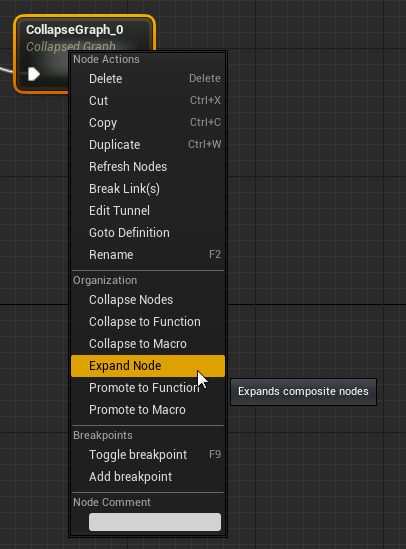 CollapseGraph_0
Collapsed Graph
Node Actions
Delete Delete
Cut Ctrl+X
Copy Ctrl+C
Duplicate Ctrl+W
Refresh Nodes
Break Link(s)
Edit Tunnel
Goto Definition
Rename F2
Organization
Collapse Nodes
Collapse to Function
Collapse to Macro
Expand Node
Promote to Function
Expands composite nodes
Promote to Macro
Breakpoints
Toggle breakpoint F9
Add breakpoint
Node Comment